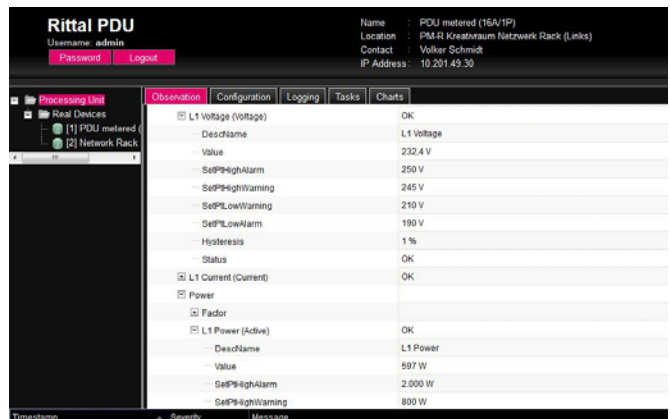 Rittal PDU
Username: admin
Password Logout
Name : PDU metered (16A/1P)
Location : PM-R Kreativraum Netzwerk Rack (Links)
Contact : Volker Schmidt
IP Address : 10.201.49.30
Processing Unit
Real Devices
[1] PDU metered (
[2] Network Rack
Observation Configuration Logging Tasks Charts
L1 Voltage (Voltage) OK
DescName L1 Voltage
Value 232,4 V
SetPtHighAlarm 250 V
SetPtHighWarning 245 V
SetPtLowWarning 210 V
SetPtLowAlarm 190 V
Hysteresis 1 %
Status OK
L1 Current (Current) OK
Power
Factor
L1 Power (Active) OK
DescName L1 Power
Value 597 W
SetPtHighAlarm 2.000 W
SetPtHighWarning 800 W
Timestamp Severity Message